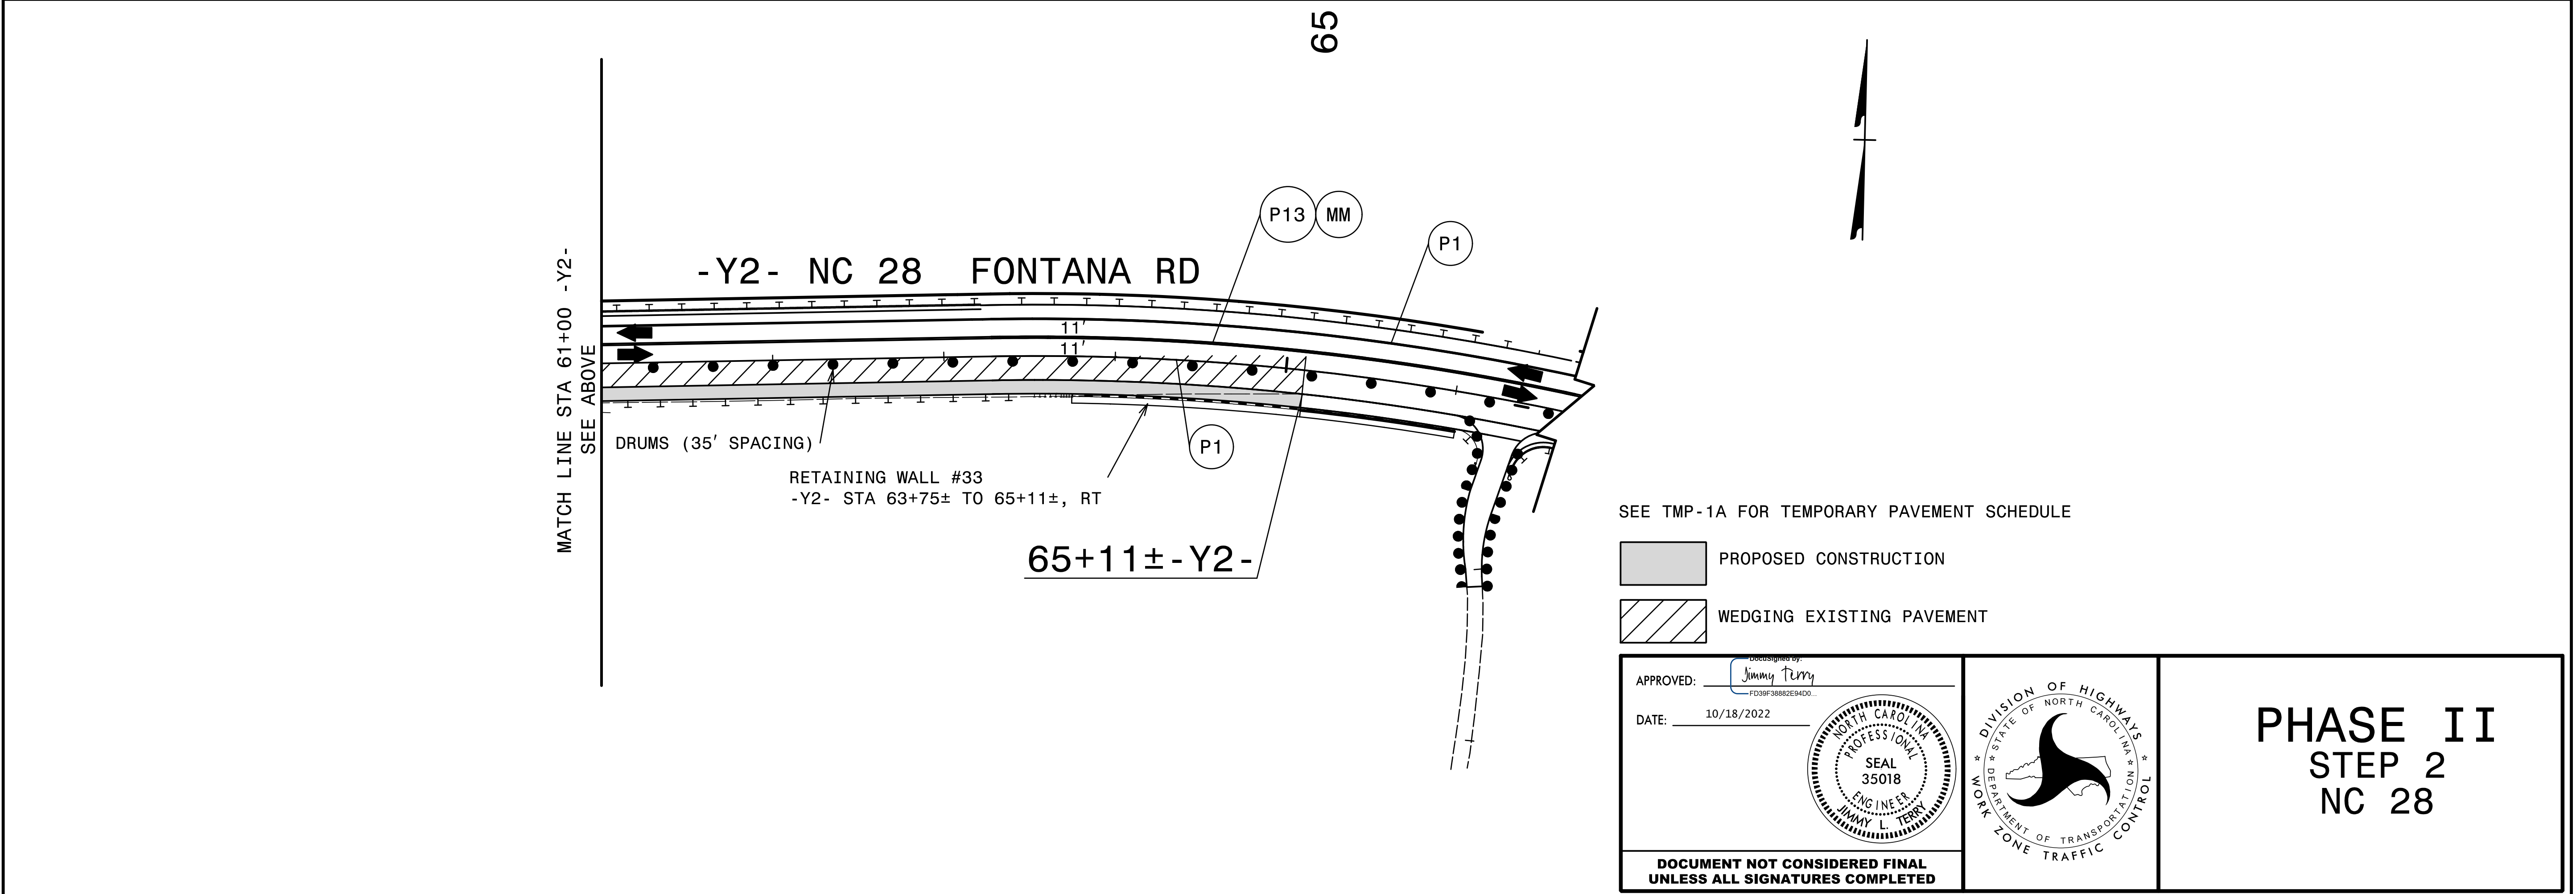 65
P13
MM
P1
-Y2- NC 28 FONTANA RD
MATCH LINE STA 61+00 -Y2-
SEE ABOVE
11'
11'
DRUMS (35' SPACING)
P1
RETAINING WALL #33
-Y2- STA 63+75± TO 65+11±, RT
65+11±-Y2-
SEE TMP-1A FOR TEMPORARY PAVEMENT SCHEDULE
PROPOSED CONSTRUCTION
WEDGING EXISTING PAVEMENT
DocuSigned by:
APPROVED: Jimmy Terry
FD39F38882E94D0...
DATE: 10/18/2022
NORTH CAROLINA
PROFESSIONAL
SEAL
35018
ENGINEER
JIMMY L. TERRY
DOCUMENT NOT CONSIDERED FINAL
UNLESS ALL SIGNATURES COMPLETED
DIVISION OF HIGHWAYS
STATE OF NORTH CAROLINA
DEPARTMENT OF TRANSPORTATION
WORK ZONE TRAFFIC CONTROL
PHASE II
STEP 2
NC 28